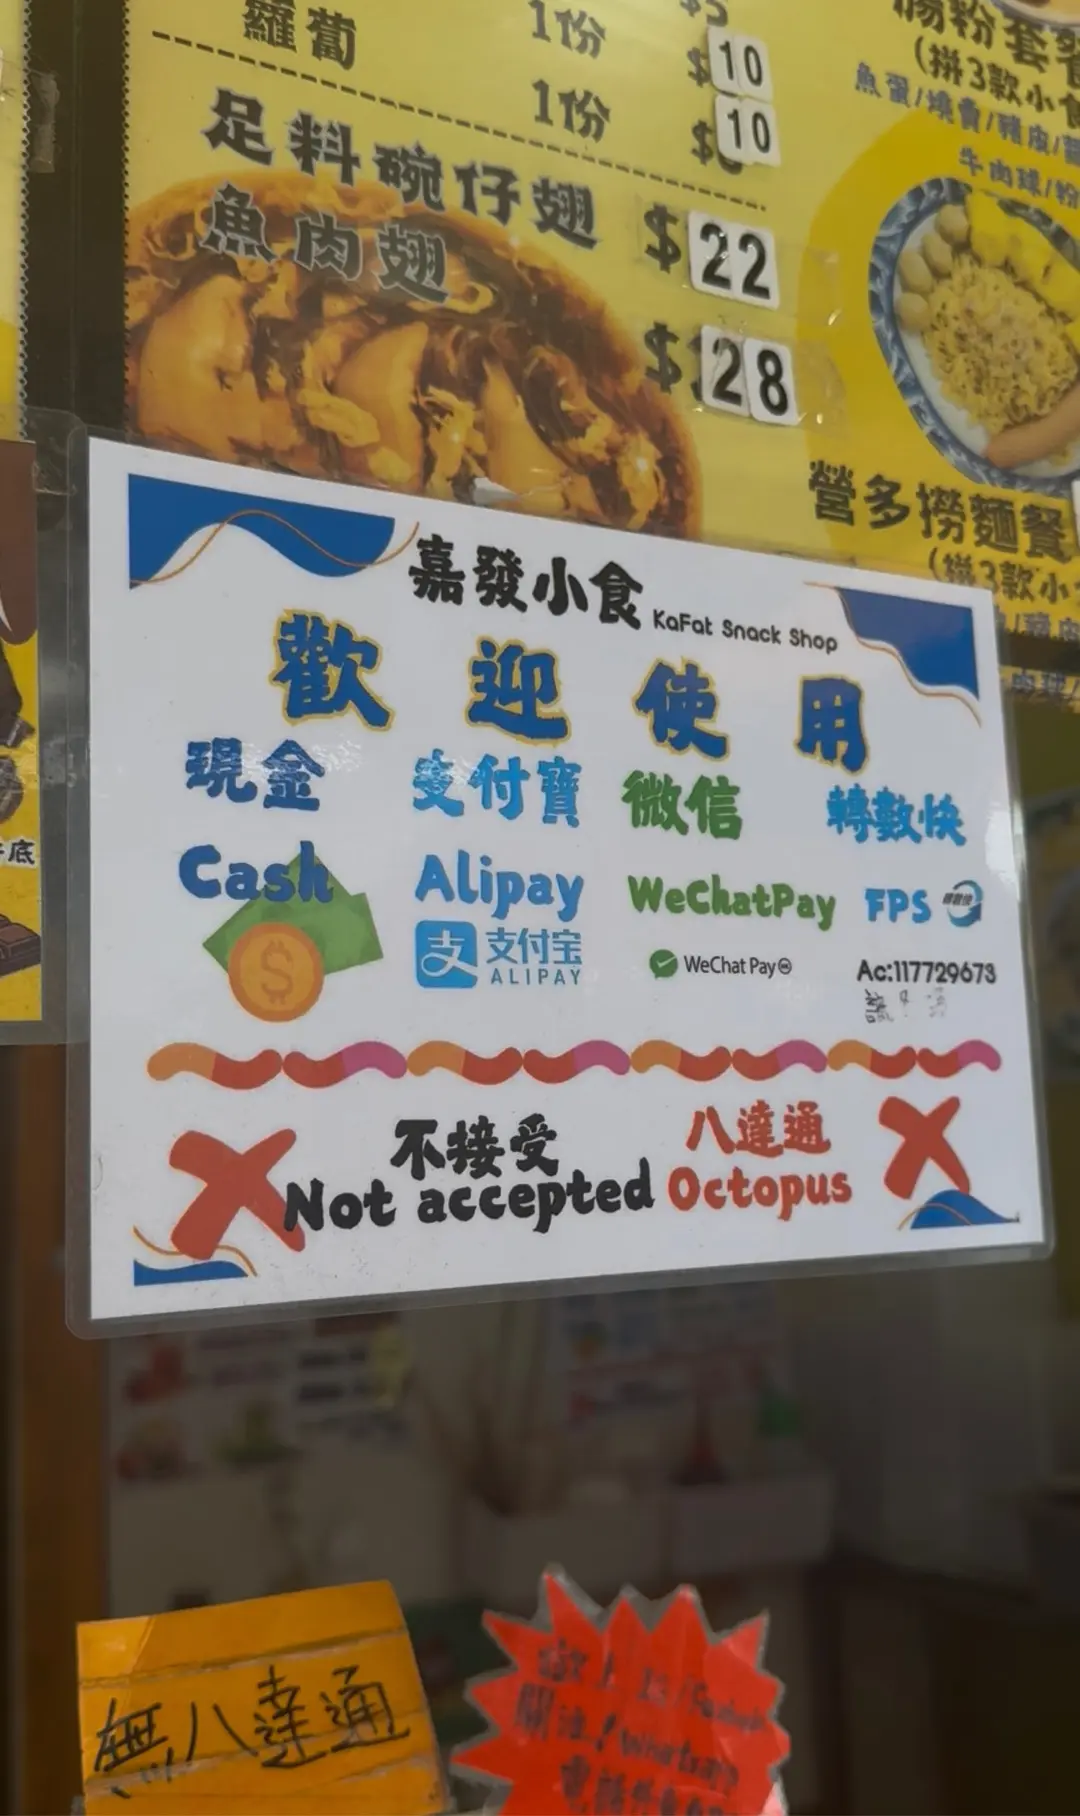 蘿蔔 1份 $10
1份 $10
足料碗仔翅 $22
魚肉翅 $28
腸粉套餐
(拼3款小食
魚蛋/燒賣/豬皮/
牛肉球/粉
營多撈麵餐
(拼3款小
嘉發小食 KaFat Snack Shop
歡迎使用
現金 支付寶 微信 轉數快
Cash Alipay WeChatPay FPS
支 支付宝 ALIPAY
WeChat Pay
Ac:117729673
不接受 八達通
Not accepted Octopus
底
無八達通